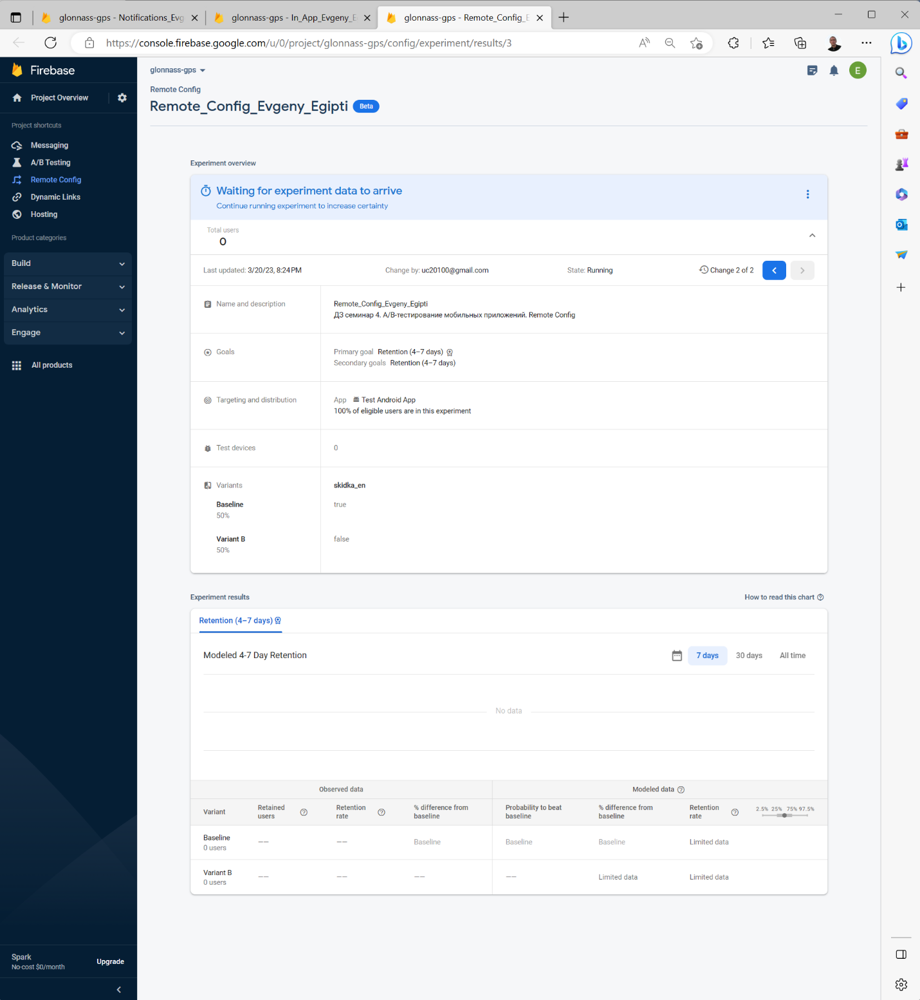 glonnass-gps - Notifications_Evg
glonnass-gps - In_App_Evgeny_E
glonnass-gps - Remote_Config_E
https://console.firebase.google.com/u/0/project/glonnass-gps/config/experiment/results/3
Firebase
Project Overview
Project shortcuts
Messaging
A/B Testing
Remote Config
Dynamic Links
Hosting
Product categories
Build
Release & Monitor
Analytics
Engage
All products
Spark
No-cost $0/month
Upgrade
glonnass-gps
E
Remote Config
Remote_Config_Evgeny_Egipti Beta
Experiment overview
Waiting for experiment data to arrive
Continue running experiment to increase certainty
Total users
0
Last updated: 3/20/23, 8:24 PM Change by: uc20100@gmail.com State: Running Change 2 of 2
Name and description
Remote_Config_Evgeny_Egipti
ДЗ семинар 4. A/B-тестирование мобильных приложений. Remote Config
Goals
Primary goal Retention (4–7 days)
Secondary goals Retention (4–7 days)
Targeting and distribution
App Test Android App
100% of eligible users are in this experiment
Test devices 0
Variants skidka_en
Baseline true
50%
Variant B false
50%
Experiment results How to read this chart
Retention (4–7 days)
Modeled 4-7 Day Retention 7 days 30 days All time
No data
Observed data Modeled data
Variant Retained users Retention rate % difference from baseline Probability to beat baseline % difference from baseline Retention rate 2.5% 25% 75% 97.5%
Baseline –– –– Baseline Baseline Baseline Limited data
0 users
Variant B –– –– –– –– Limited data Limited data
0 users